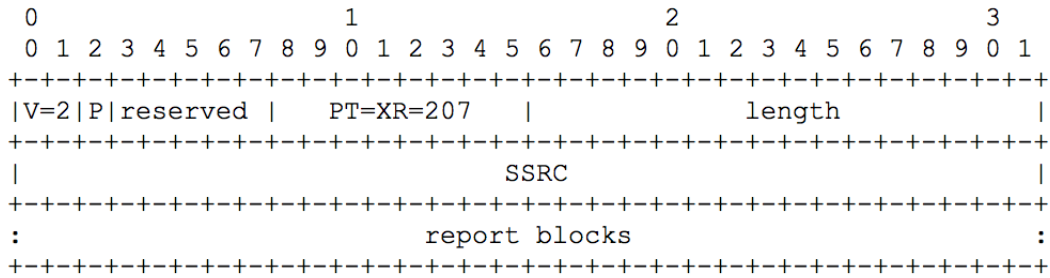 0                   1                   2                   3
 0 1 2 3 4 5 6 7 8 9 0 1 2 3 4 5 6 7 8 9 0 1 2 3 4 5 6 7 8 9 0 1
+-+-+-+-+-+-+-+-+-+-+-+-+-+-+-+-+-+-+-+-+-+-+-+-+-+-+-+-+-+-+-+-+
|V=2|P|reserved |   PT=XR=207   |             length            |
+-+-+-+-+-+-+-+-+-+-+-+-+-+-+-+-+-+-+-+-+-+-+-+-+-+-+-+-+-+-+-+-+
|                              SSRC                             |
+-+-+-+-+-+-+-+-+-+-+-+-+-+-+-+-+-+-+-+-+-+-+-+-+-+-+-+-+-+-+-+-+
:                         report blocks                         :
+-+-+-+-+-+-+-+-+-+-+-+-+-+-+-+-+-+-+-+-+-+-+-+-+-+-+-+-+-+-+-+-+